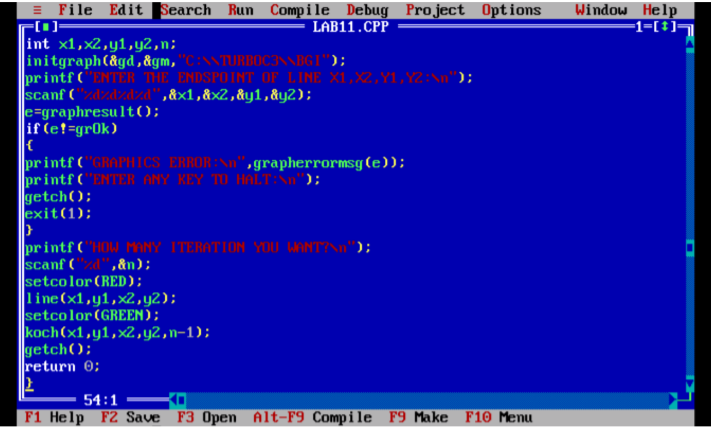 ≡ File Edit Search Run Compile Debug Project Options Window Help
[■] LAB11.CPP 1=[↕]
int x1,x2,y1,y2,n;
initgraph(&gd,&gm,"C:\\TURBOC3\\BGI");
printf("ENTER THE ENDSPOINT OF LINE X1,X2,Y1,Y2:\n");
scanf("%d%d%d%d",&x1,&x2,&y1,&y2);
e=graphresult();
if(e!=grOk)
{
printf("GRAPHICS ERROR:\n",grapherrormsg(e));
printf("ENTER ANY KEY TO HALT:\n");
getch();
exit(1);
}
printf("HOW MANY ITERATION YOU WANT?\n");
scanf("%d",&n);
setcolor(RED);
line(x1,y1,x2,y2);
setcolor(GREEN);
koch(x1,y1,x2,y2,n-1);
getch();
return 0;
}
54:1
F1 Help F2 Save F3 Open Alt-F9 Compile F9 Make F10 Menu